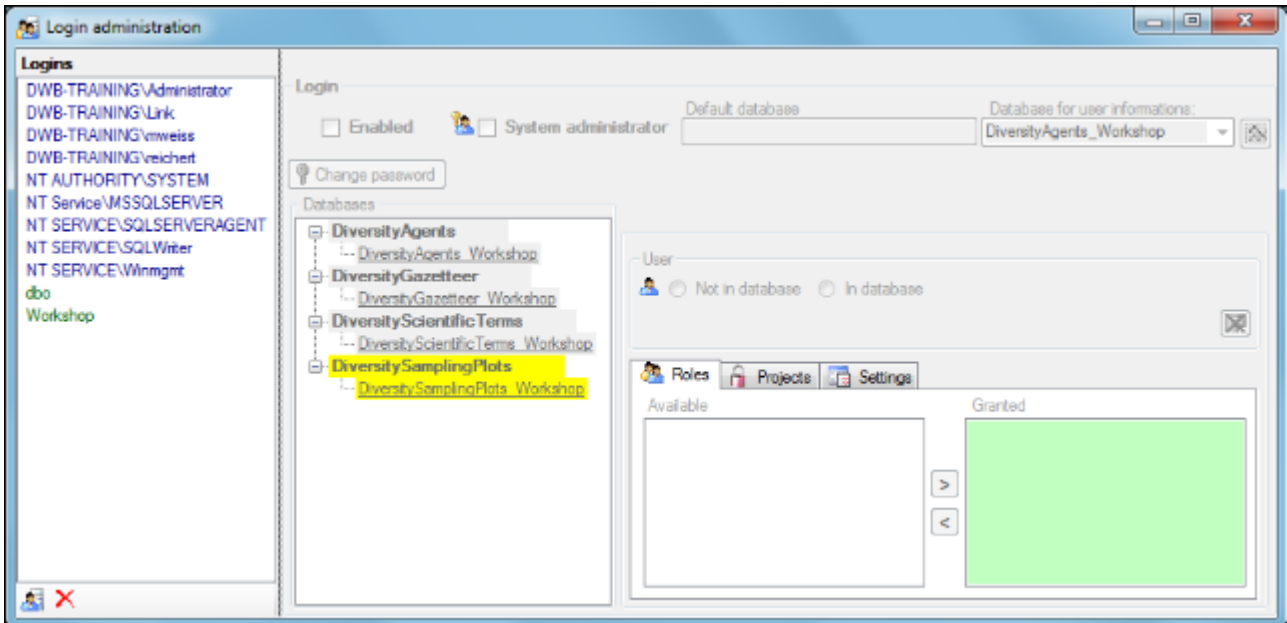 Login administration
Logins
DWB-TRAINING\Administrator
DWB-TRAINING\Link
DWB-TRAINING\mweiss
DWB-TRAINING\reichert
NT AUTHORITY\SYSTEM
NT Service\MSSQLSERVER
NT SERVICE\SQLSERVERAGENT
NT SERVICE\SQLWriter
NT SERVICE\Winmgmt
dbo
Workshop
Login
Enabled
System administrator
Default database
Database for user informations:
DiversityAgents_Workshop
Change password
Databases
DiversityAgents
DiversityAgents_Workshop
DiversityGazetteer
DiversityGazetteer_Workshop
DiversityScientificTerms
DiversityScientificTerms_Workshop
DiversitySamplingPlots
DiversitySamplingPlots_Workshop
User
Not in database
In database
Roles
Projects
Settings
Available
Granted
>
<